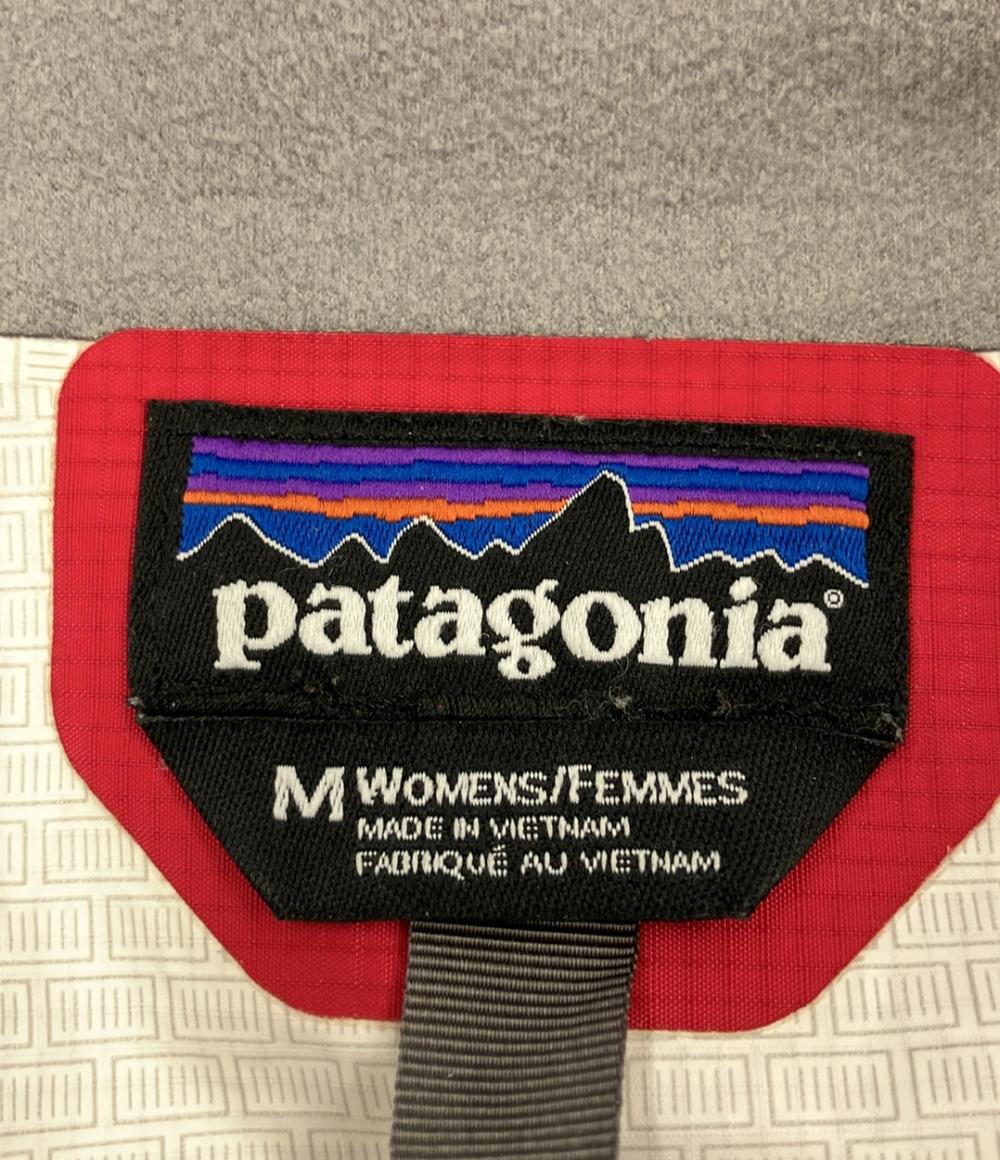 patagonia®
M WOMENS/FEMMES
MADE IN VIETNAM
FABRIQUÉ AU VIETNAM